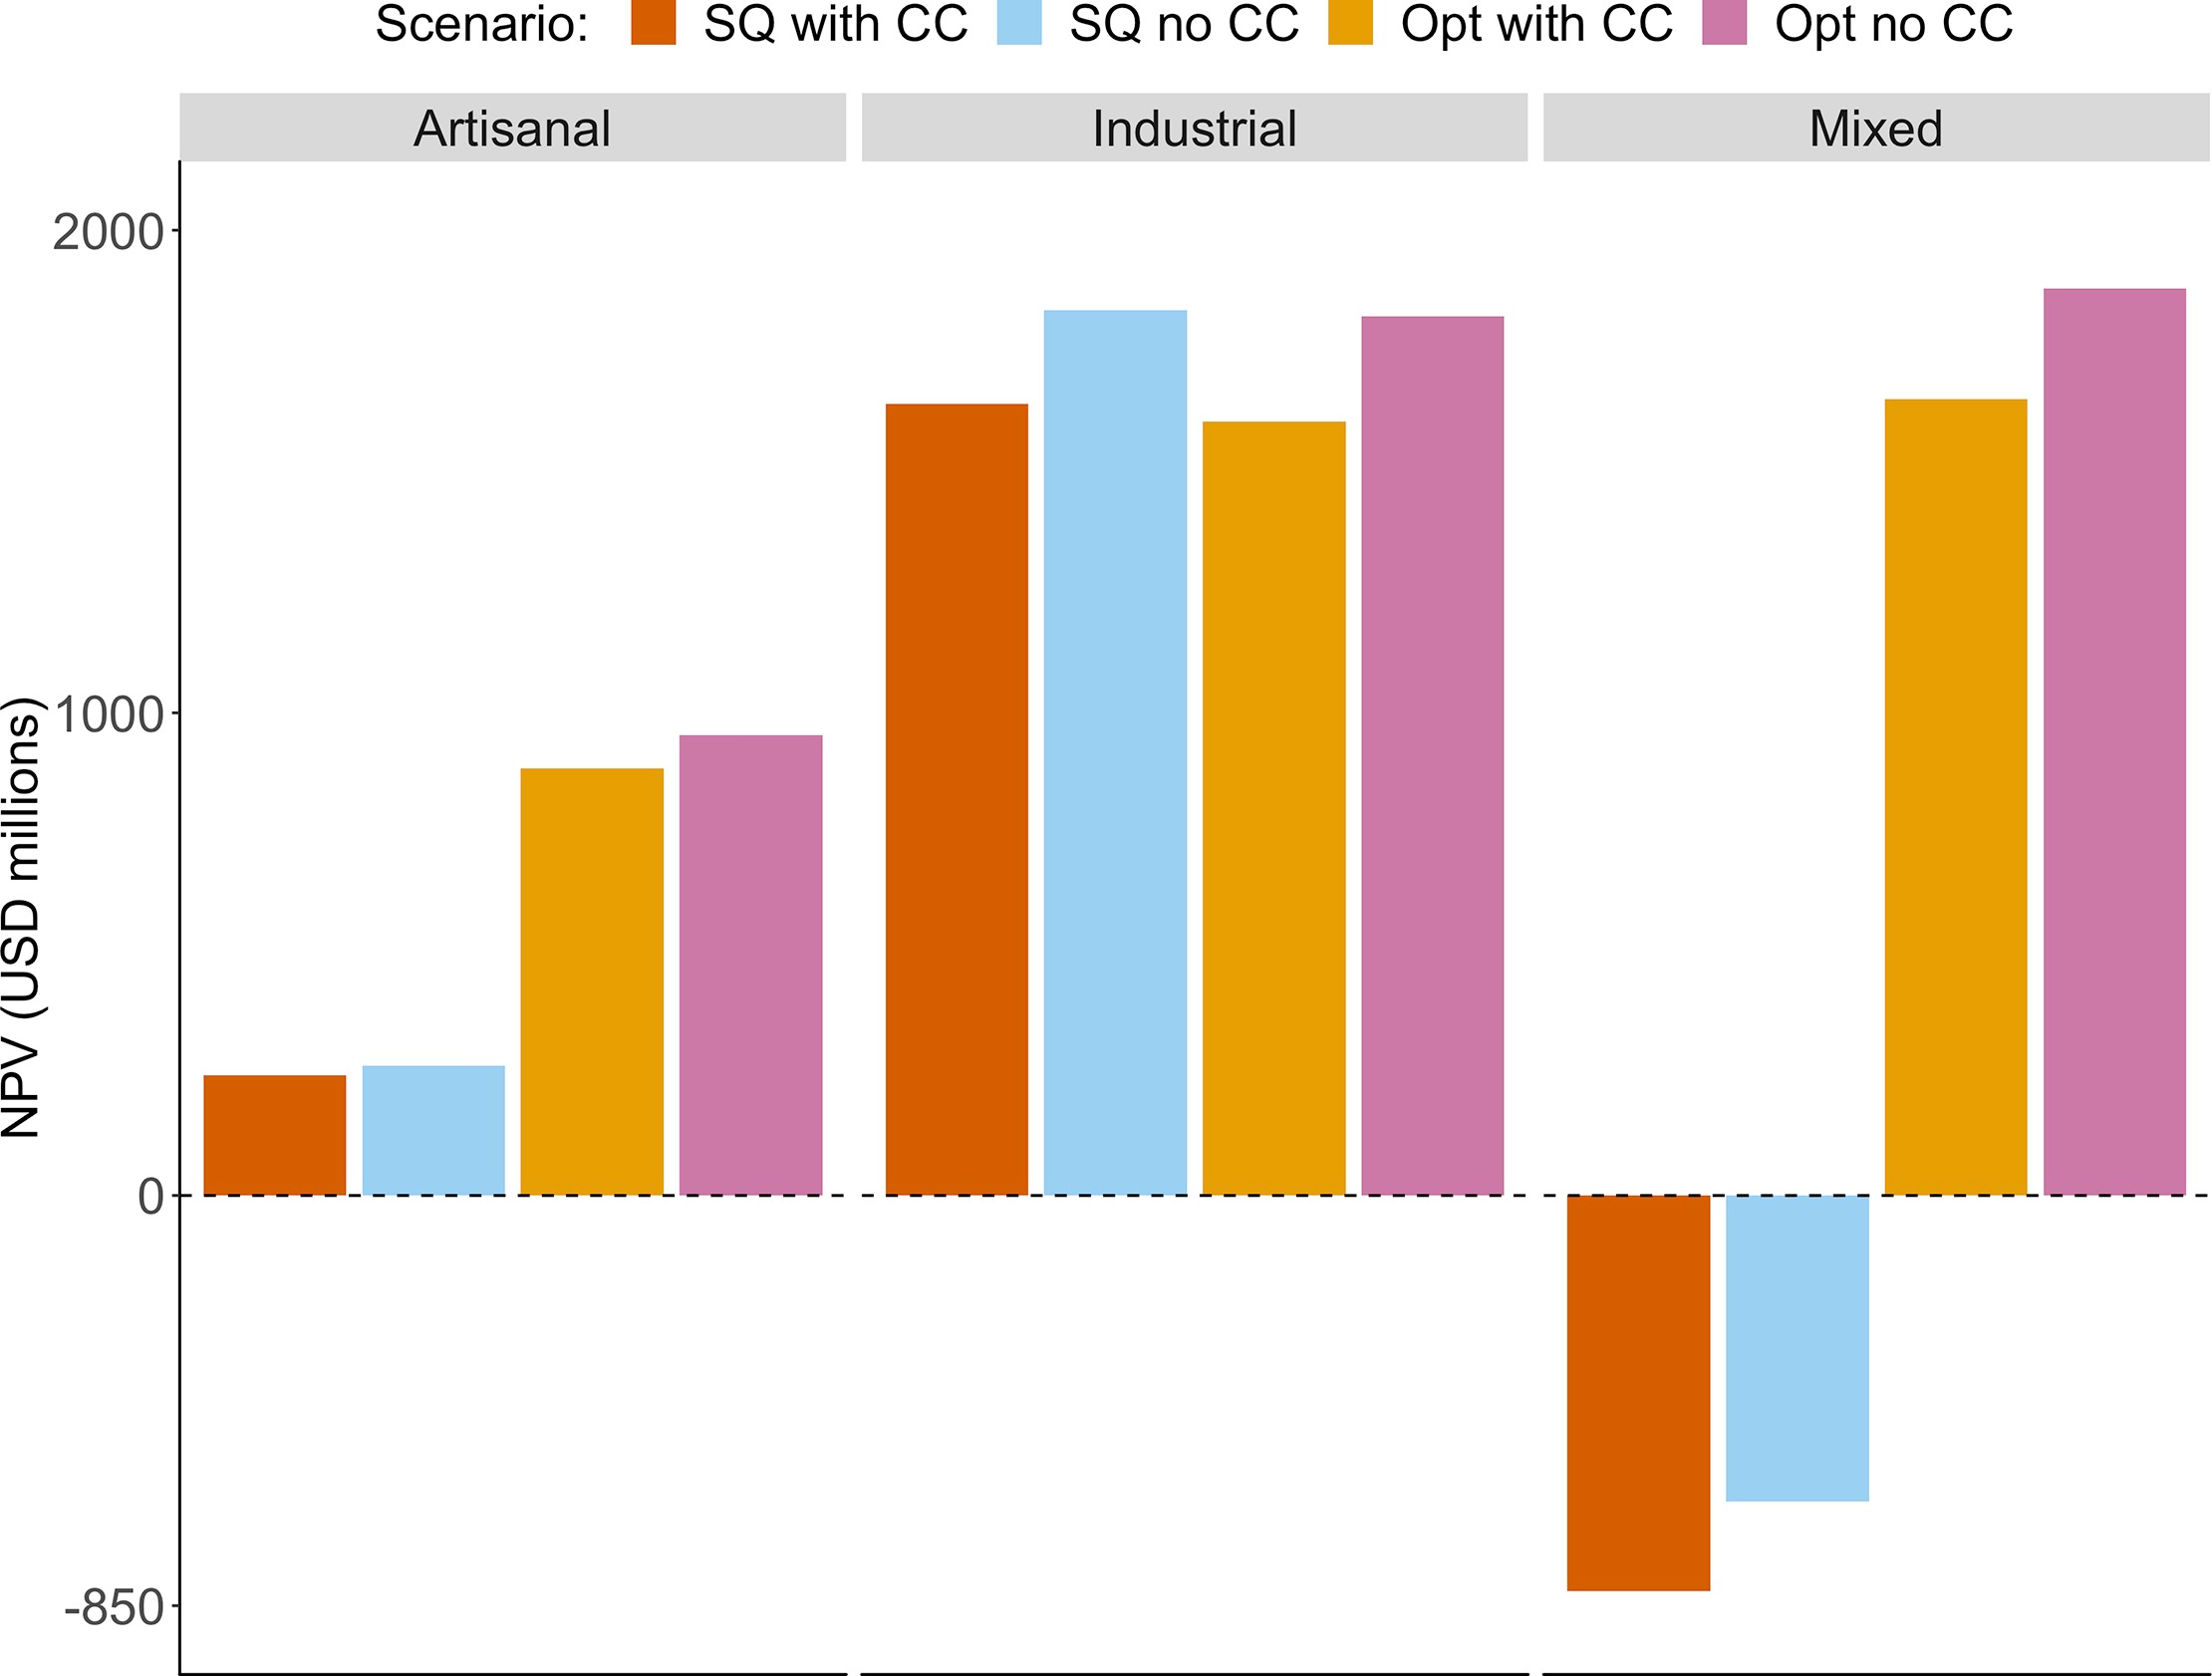 Scenario: SQ with CC SQ no CC Opt with CC Opt no CC
Artisanal Industrial Mixed
2000
1000
0
-850
NPV (USD millions)